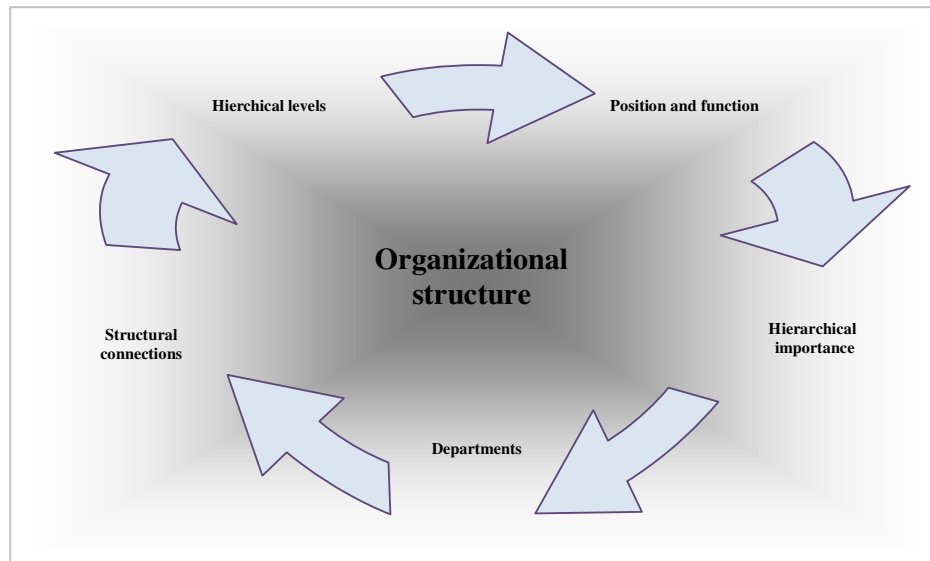 Hierchical levels
Position and function
Organizational
structure
Structural
connections
Hierarchical
importance
Departments